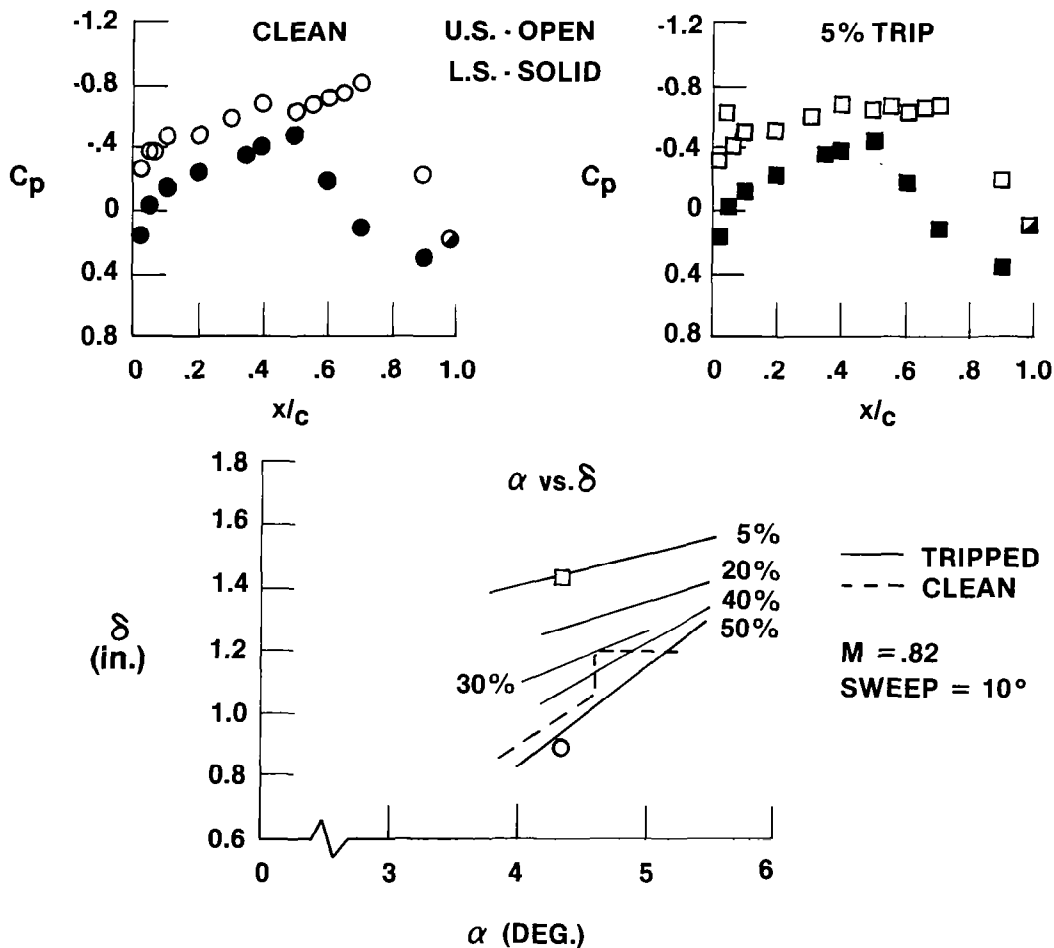 CLEAN
U.S. - OPEN
L.S. - SOLID
-1.2
-0.8
-.4
0
0.4
0.8
Cp
0 .2 .4 .6 .8 1.0
x/c
5% TRIP
-1.2
-0.8
-0.4
0
0.4
0.8
Cp
0 .2 .4 .6 .8 1.0
x/c
α vs. δ
1.8
1.6
1.4
1.2
1.0
0.8
0.6
δ
(in.)
5%
20%
40%
50%
30%
TRIPPED
CLEAN
M = .82
SWEEP = 10°
0 3 4 5 6
α (DEG.)